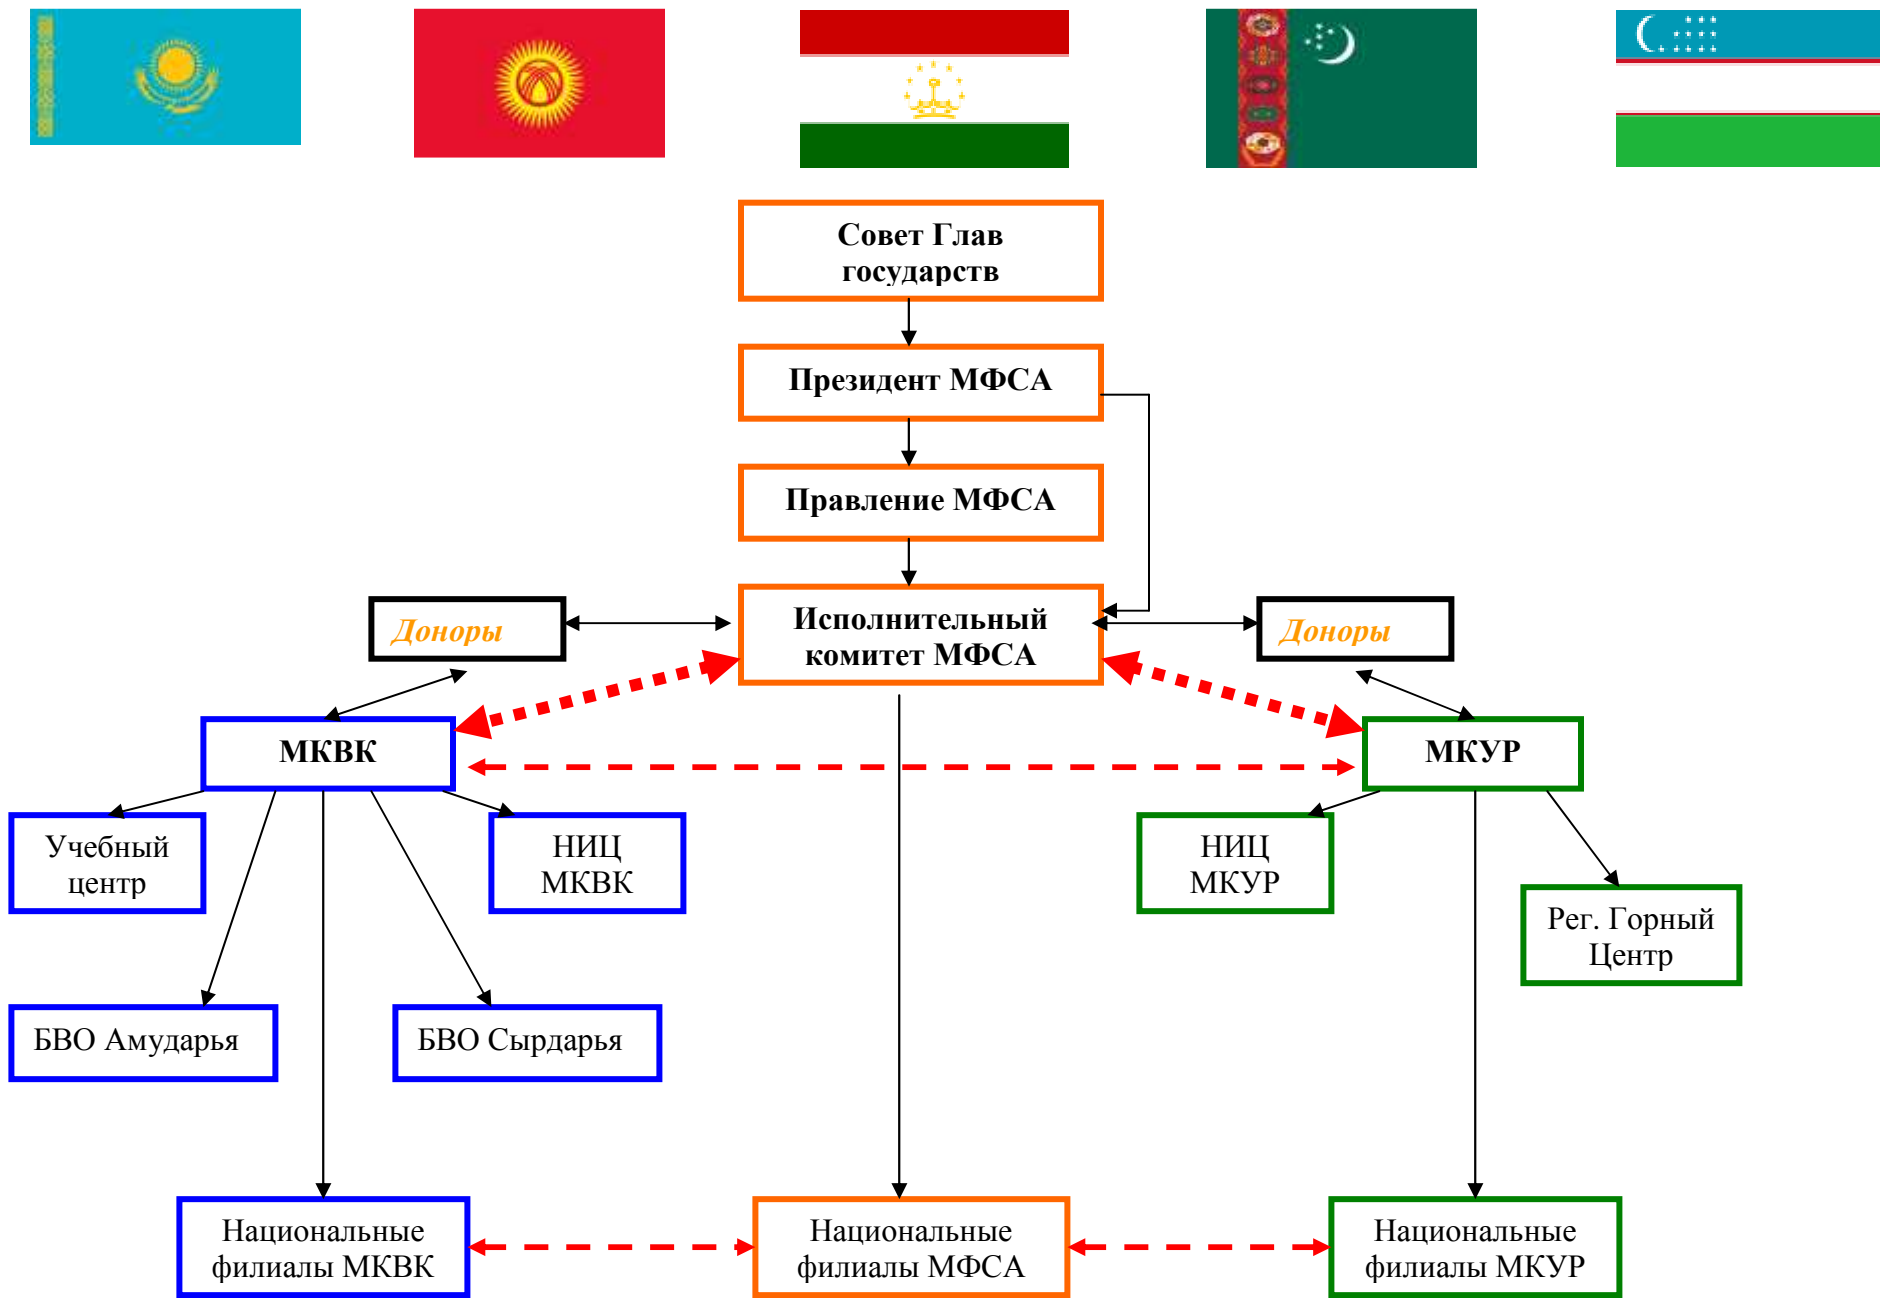 Совет Глав
государств
Президент МФСА
Правление МФСА
Исполнительный
комитет МФСА
Доноры
Доноры
МКВК
МКУР
Учебный
центр
НИЦ
МКВК
НИЦ
МКУР
Рег. Горный
Центр
БВО Амударья
БВО Сырдарья
Национальные
филиалы МКВК
Национальные
филиалы МФСА
Национальные
филиалы МКУР